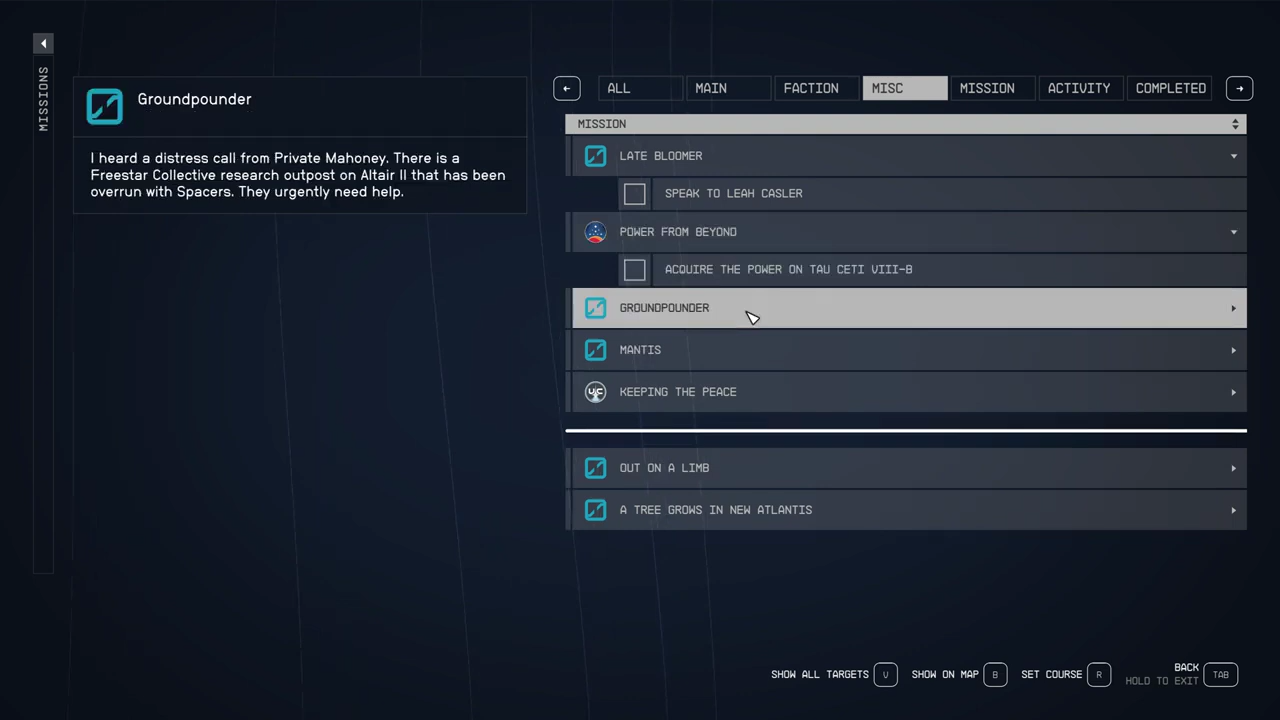 MISSIONS
Groundpounder
I heard a distress call from Private Mahoney. There is a
Freestar Collective research outpost on Altair II that has been
overrun with Spacers. They urgently need help.
ALL
MAIN
FACTION
MISC
MISSION
ACTIVITY
COMPLETED
MISSION
LATE BLOOMER
SPEAK TO LEAH CASLER
POWER FROM BEYOND
ACQUIRE THE POWER ON TAU CETI VIII-B
GROUNDPOUNDER
MANTIS
UC
KEEPING THE PEACE
OUT ON A LIMB
A TREE GROWS IN NEW ATLANTIS
SHOW ALL TARGETS V
SHOW ON MAP B
SET COURSE R
BACK
HOLD TO EXIT
TAB